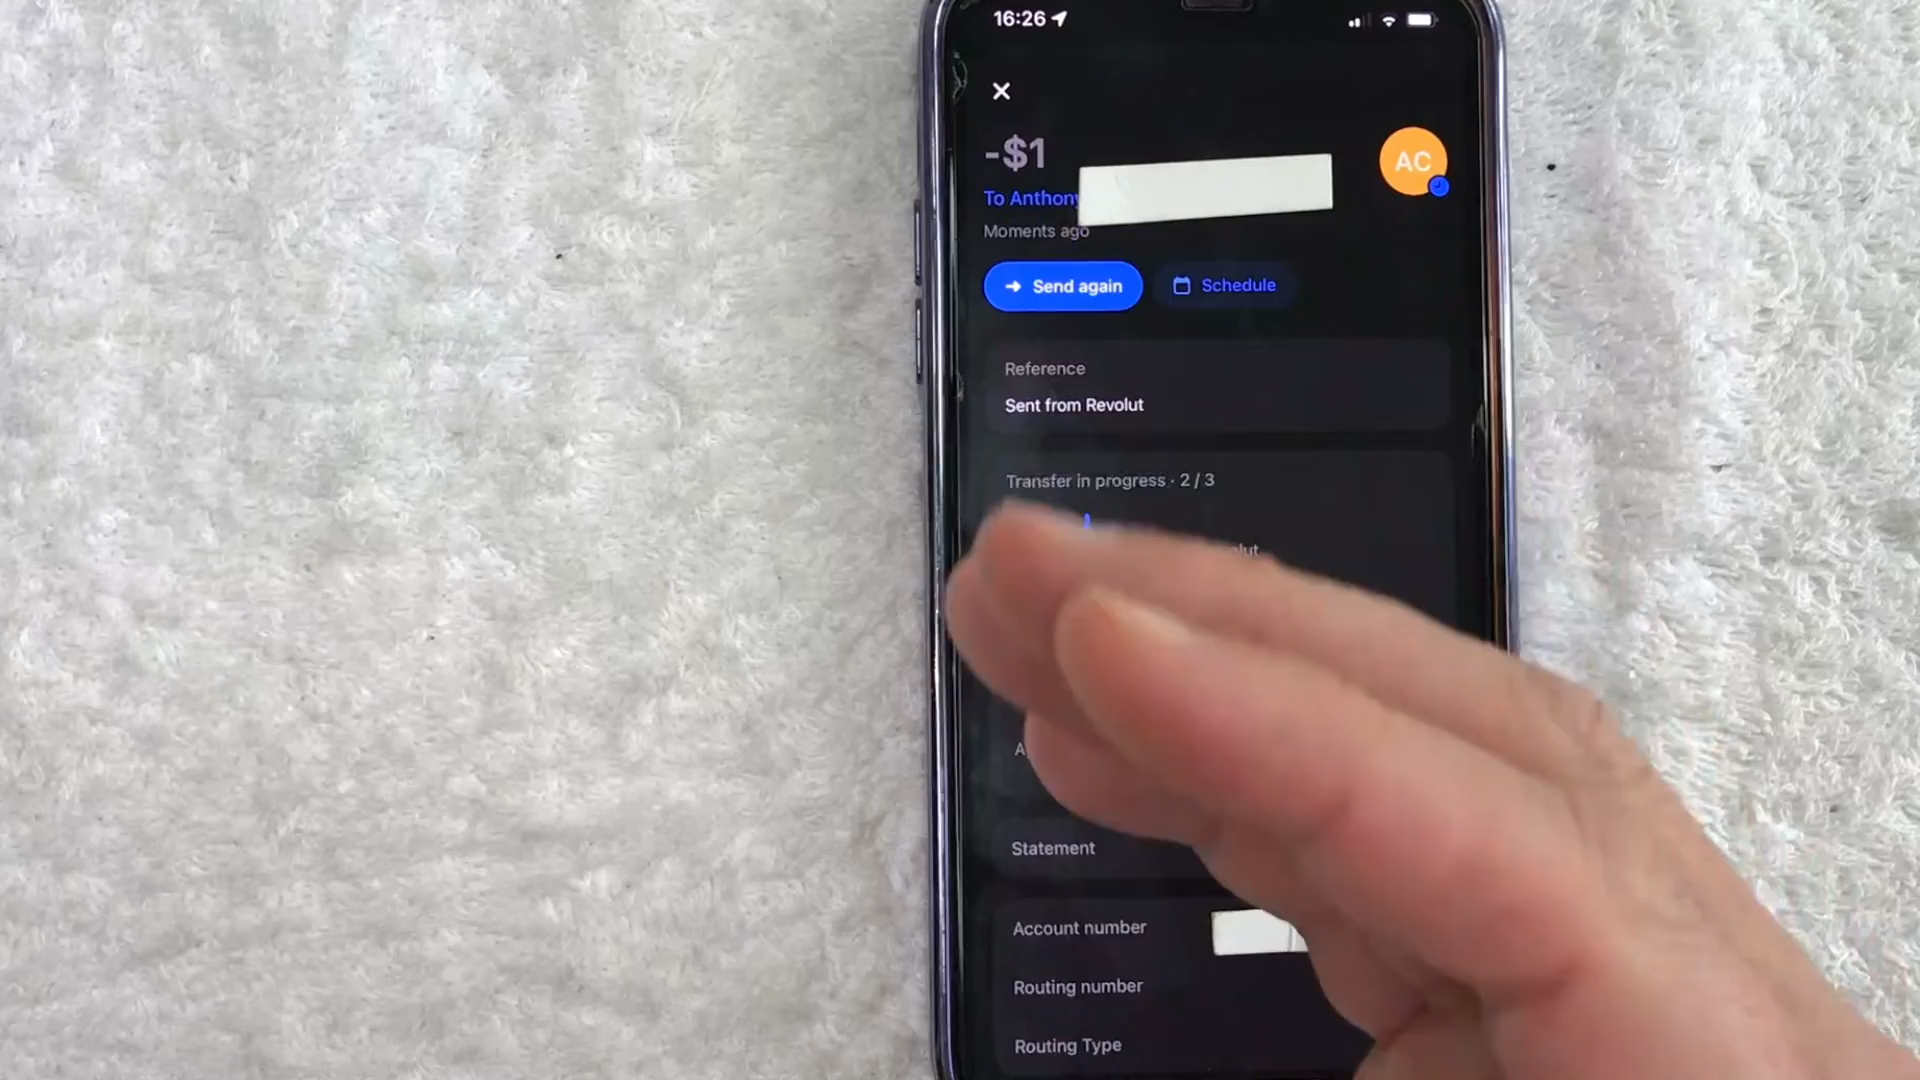 16:26
-$1
AC
To Anthony
Moments ago
Send again
Schedule
Reference
Sent from Revolut
Transfer in progress · 2 / 3
Statement
Account number
Routing number
Routing Type